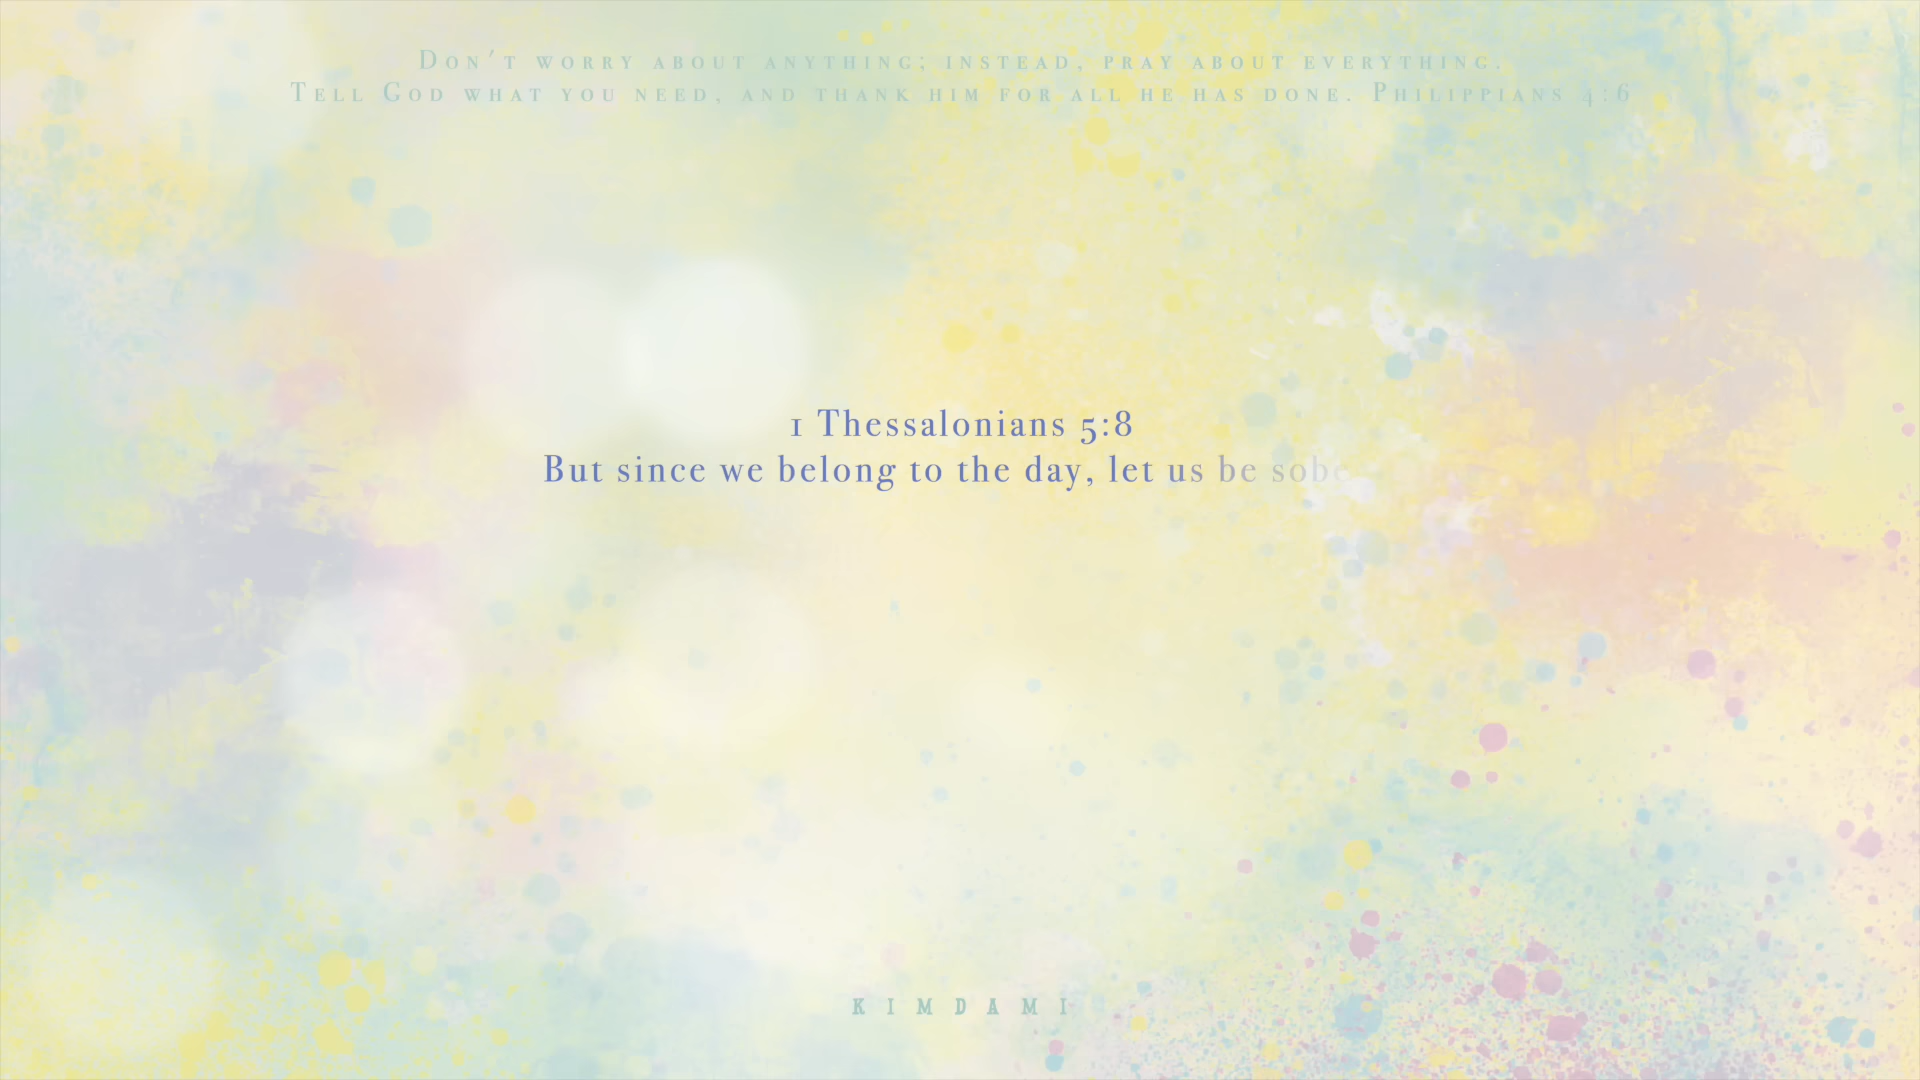 Don't worry about anything; instead, pray about everything.
Tell God what you need, and thank him for all he has done. Philippians 4:6
1 Thessalonians 5:8
But since we belong to the day, let us be sobe
KIMDAMI